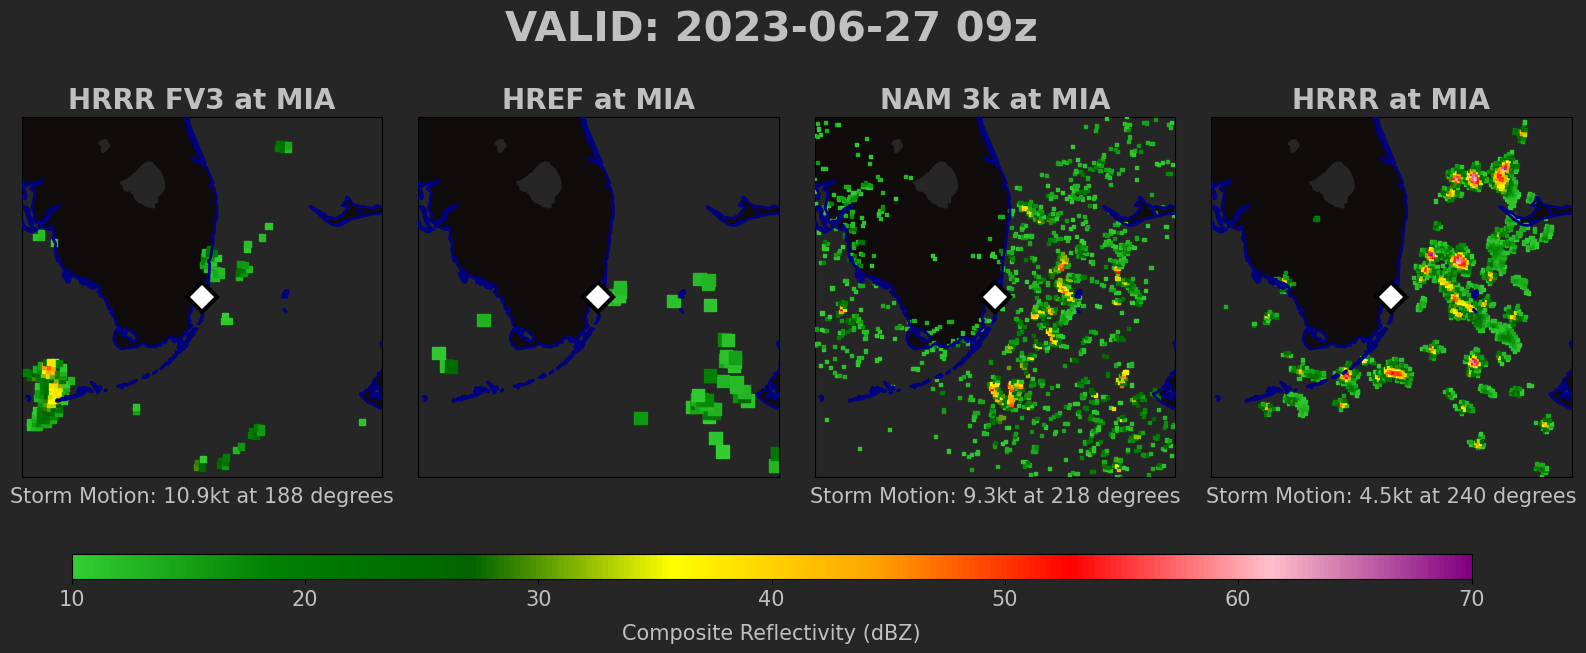 VALID: 2023-06-27 09z
HRRR FV3 at MIA
HREF at MIA
NAM 3k at MIA
HRRR at MIA
Storm Motion: 10.9kt at 188 degrees
Storm Motion: 9.3kt at 218 degrees
Storm Motion: 4.5kt at 240 degrees
10 20 30 40 50 60 70
Composite Reflectivity (dBZ)